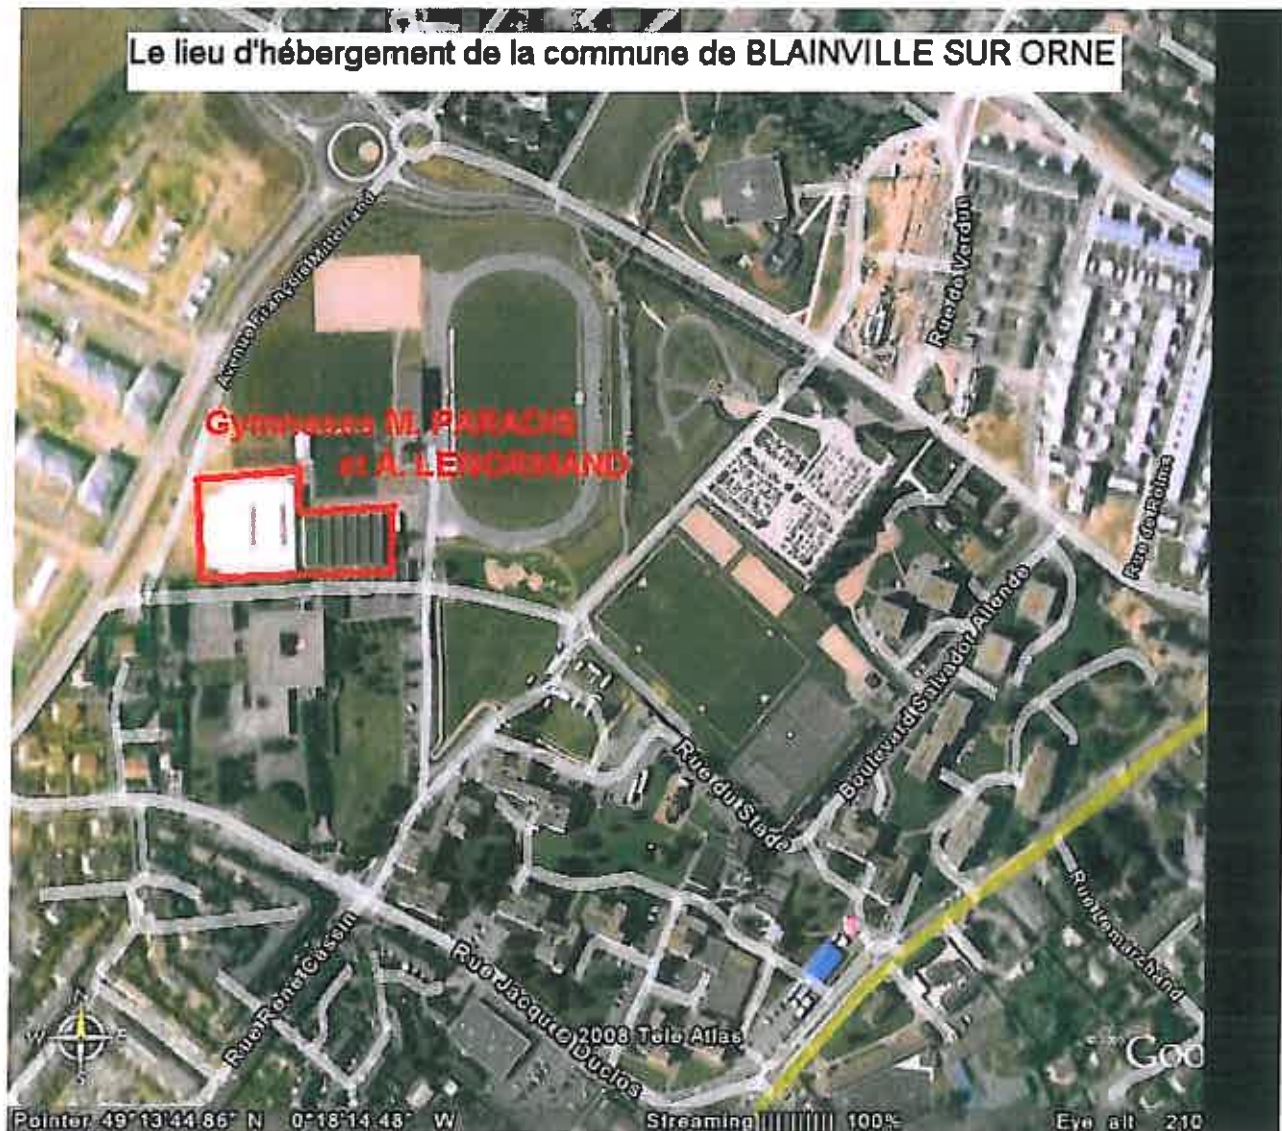 Le lieu d'hébergement de la commune de BLAINVILLE SUR ORNE
Avenue François Mitterrand
Rue de Verdun
Gymnases M. PARADIS
et A. LENORMAND
Rue de Reims
Boulevard Salvador Allende
Rue du Stade
Rue Lemarchand
Rue René Cassin
Rue Jacques Duclos
© 2008 Tele Atlas
N
W E
S
Goo
Pointer 49°13'44.86" N 0°18'14.48" W Streaming |||||||||| 100% Eye alt 210